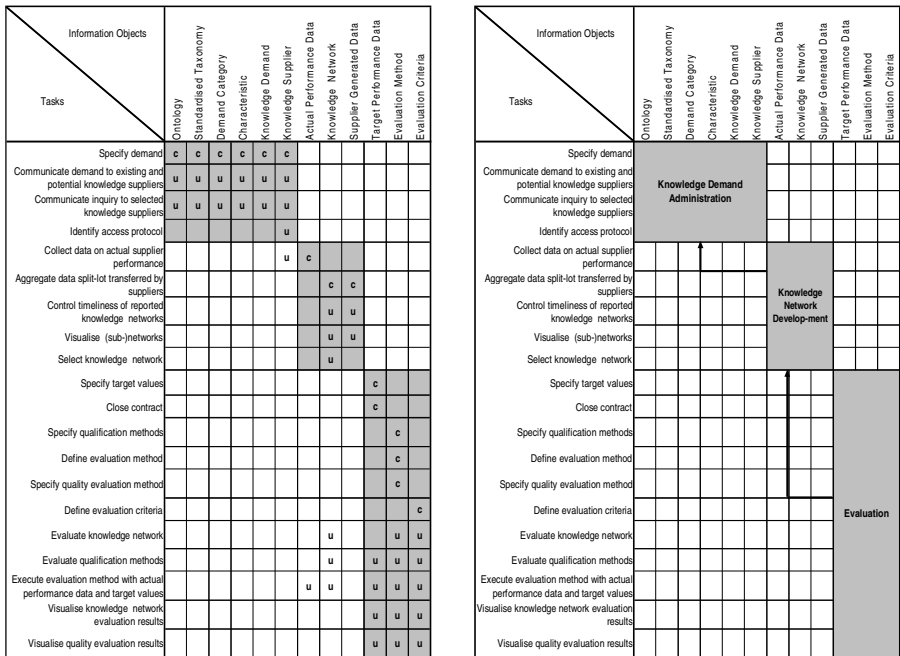 Information Objects
Tasks
Ontology
Standardised Taxonomy
Demand Category
Characteristic
Knowledge Demand
Knowledge Supplier
Actual Performance Data
Knowledge Network
Supplier Generated Data
Target Performance Data
Evaluation Method
Evaluation Criteria
Specify demand c c c c c c
Communicate demand to existing and
potential knowledge suppliers u u u u u u
Communicate inquiry to selected
knowledge suppliers u u u u u u
Identify access protocol u
Collect data on actual supplier
performance u c
Aggregate data split-lot transferred by
suppliers c c
Control timeliness of reported
knowledge networks u u
Visualise (sub-)networks u u
Select knowledge network u
Specify target values c
Close contract c
Specify qualification methods c
Define evaluation method c
Specify quality evaluation method c
Define evaluation criteria c
Evaluate knowledge network u u u
Evaluate qualification methods u u u u
Execute evaluation method with actual
performance data and target values u u u u u
Visualise knowledge network
evaluation results u u u
Visualise quality evaluation results u u u
Information Objects
Tasks
Ontology
Standardised Taxonomy
Demand Category
Characteristic
Knowledge Demand
Knowledge Supplier
Actual Performance Data
Knowledge Network
Supplier Generated Data
Target Performance Data
Evaluation Method
Evaluation Criteria
Specify demand
Communicate demand to existing and
potential knowledge suppliers
Communicate inquiry to selected
knowledge suppliers
Identify access protocol
Collect data on actual supplier
performance
Aggregate data split-lot transferred by
suppliers
Control timeliness of reported
knowledge networks
Visualise (sub-)networks
Select knowledge network
Specify target values
Close contract
Specify qualification methods
Define evaluation method
Specify quality evaluation method
Define evaluation criteria
Evaluate knowledge network
Evaluate qualification methods
Execute evaluation method with actual
performance data and target values
Visualise knowledge network evaluation
results
Visualise quality evaluation results
Knowledge Demand
Administration
Knowledge
Network
Develop-ment
Evaluation